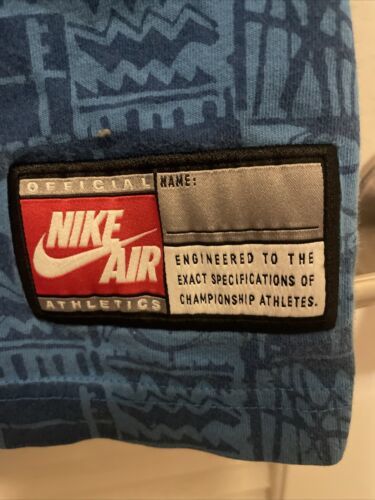 OFFICIAL
NIKE
AIR
ATHLETICS
NAME:
ENGINEERED TO THE
EXACT SPECIFICATIONS OF
CHAMPIONSHIP ATHLETES.